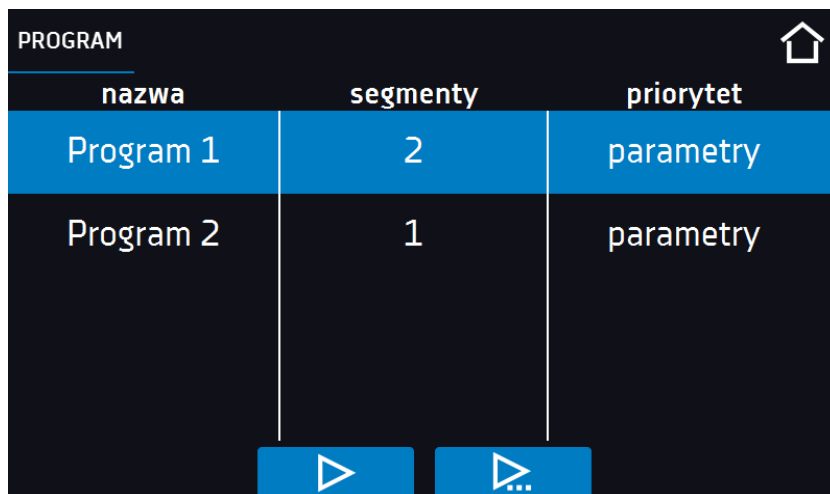 PROGRAM
nazwa segmenty priorytet
Program 1 2 parametry
Program 2 1 parametry